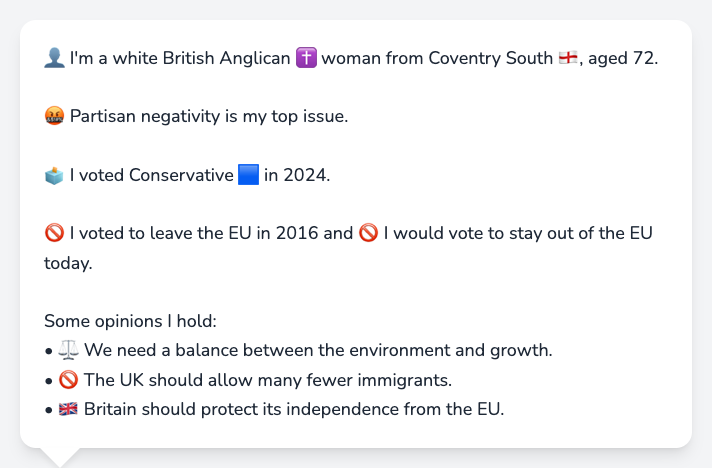 👤 I'm a white British Anglican ✝️ woman from Coventry South 🏴󠁧󠁢󠁥󠁮󠁧󠁿, aged 72.
🤬 Partisan negativity is my top issue.
🗳️ I voted Conservative 🟦 in 2024.
🚫 I voted to leave the EU in 2016 and 🚫 I would vote to stay out of the EU
today.
Some opinions I hold:
• ⚖️ We need a balance between the environment and growth.
• 🚫 The UK should allow many fewer immigrants.
• 🇬🇧 Britain should protect its independence from the EU.